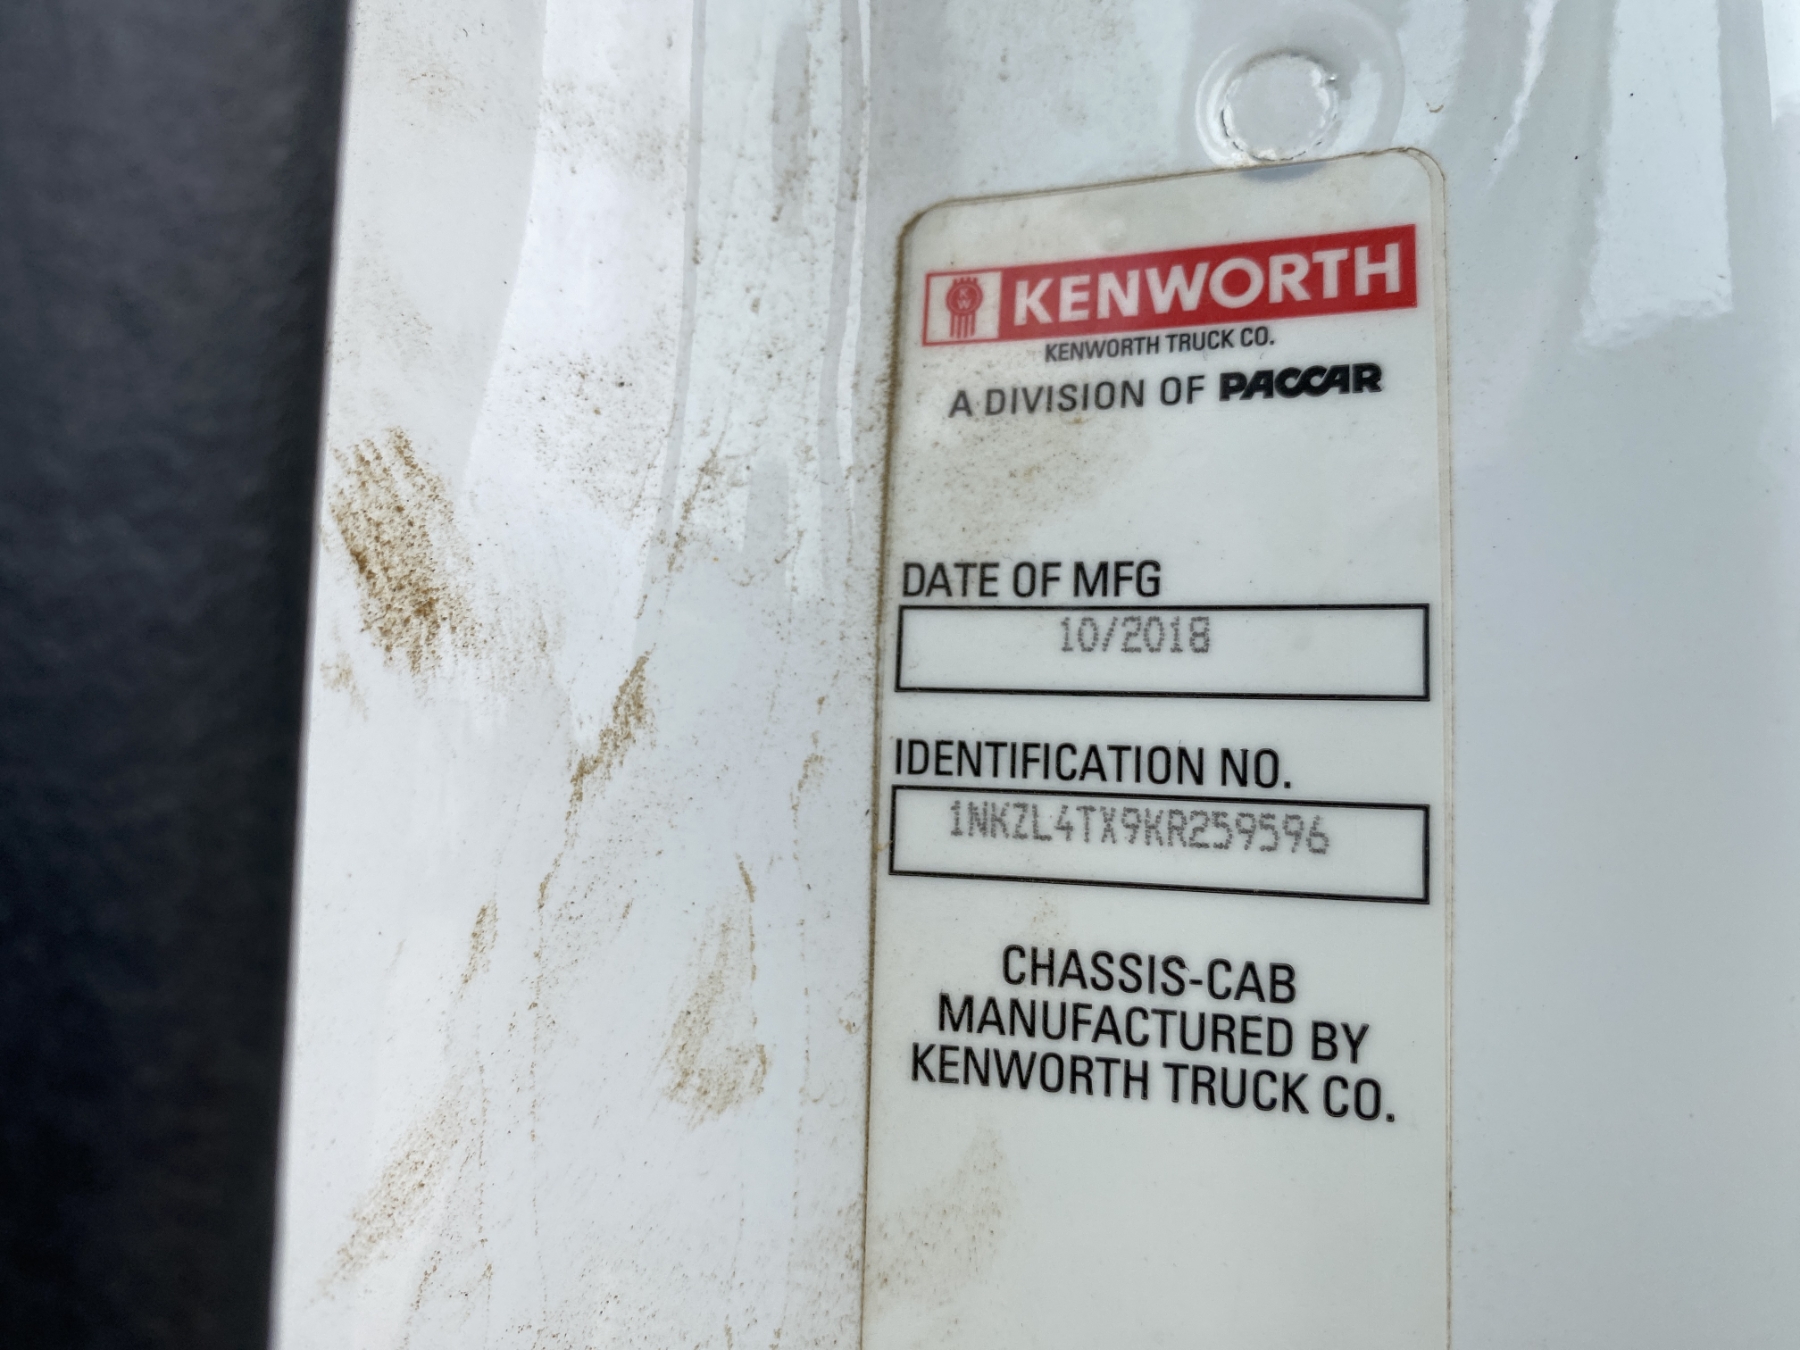 KENWORTH
KENWORTH TRUCK CO.
A DIVISION OF PACCAR
DATE OF MFG
10/2018
IDENTIFICATION NO.
1NKZL4TX9KR259596
CHASSIS-CAB
MANUFACTURED BY
KENWORTH TRUCK CO.